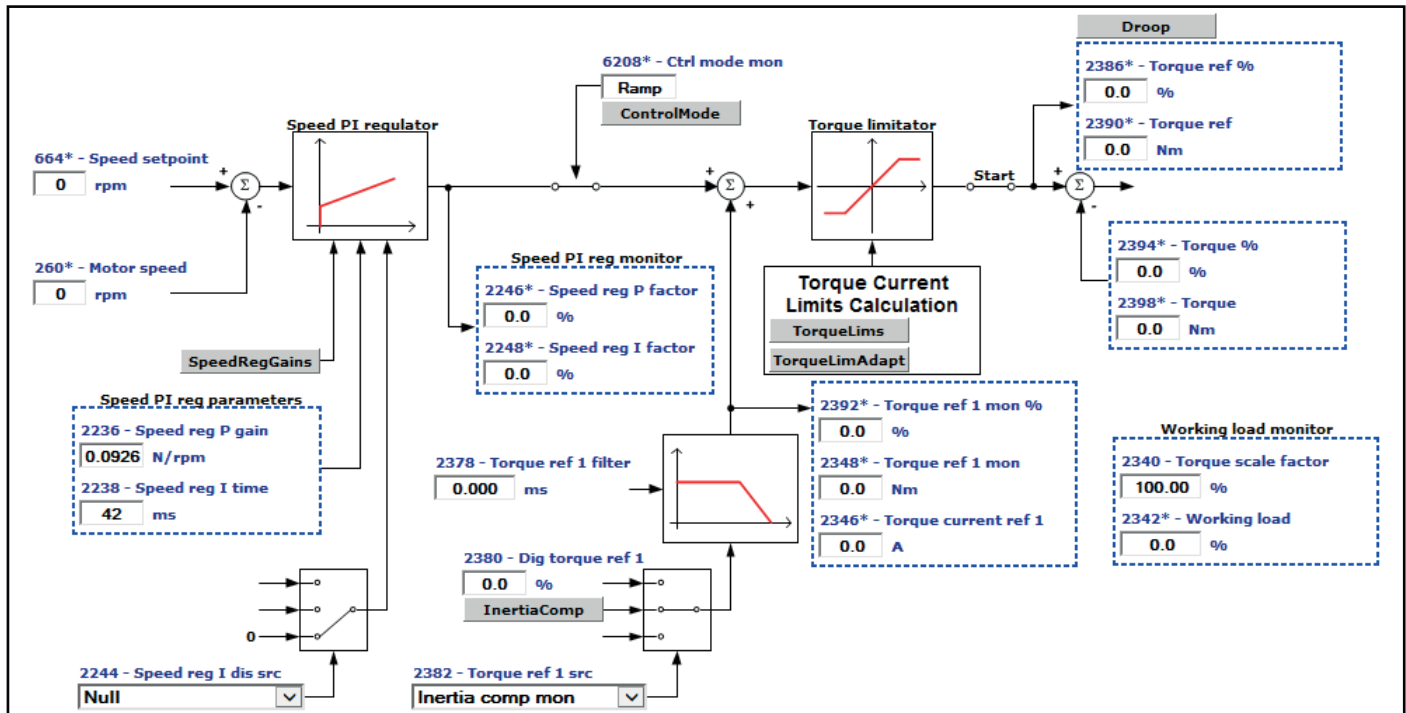 Droop
6208* - Ctrl mode mon
Ramp
ControlMode
2386* - Torque ref %
0.0 %
2390* - Torque ref
0.0 Nm
Speed PI regulator
Torque limitator
664* - Speed setpoint
0 rpm
+
Σ
-
+
Σ
+
Start
+
Σ
-
260* - Motor speed
0 rpm
Speed PI reg monitor
2246* - Speed reg P factor
0.0 %
2248* - Speed reg I factor
0.0 %
Torque Current
Limits Calculation
TorqueLims
TorqueLimAdapt
2394* - Torque %
0.0 %
2398* - Torque
0.0 Nm
SpeedRegGains
Speed PI reg parameters
2236 - Speed reg P gain
0.0926 N/rpm
2238 - Speed reg I time
42 ms
2378 - Torque ref 1 filter
0.000 ms
2392* - Torque ref 1 mon %
0.0 %
2348* - Torque ref 1 mon
0.0 Nm
2346* - Torque current ref 1
0.0 A
Working load monitor
2340 - Torque scale factor
100.00 %
2342* - Working load
0.0 %
2380 - Dig torque ref 1
0.0 %
InertiaComp
0
2244 - Speed reg I dis src
Null
2382 - Torque ref 1 src
Inertia comp mon